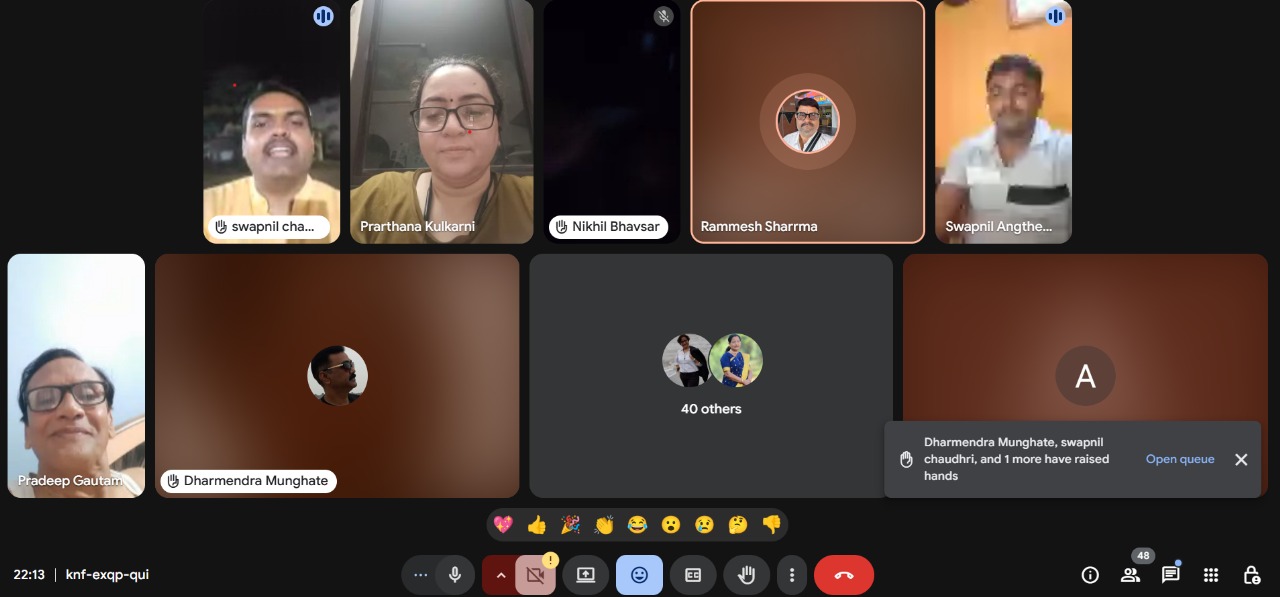 swapnil cha...
Prarthana Kulkarni
Nikhil Bhavsar
Rammesh Sharrma
Swapnil Angthe...
Pradeep Gautam
Dharmendra Munghate
40 others
A
Dharmendra Munghate, swapnil
chaudhri, and 1 more have raised
hands
Open queue
22:13 | knf-exqp-qui
CC
48